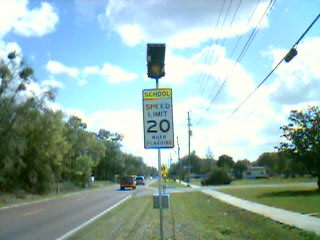 SCHOOL
SPEED
LIMIT
20
WHEN
FLASHING